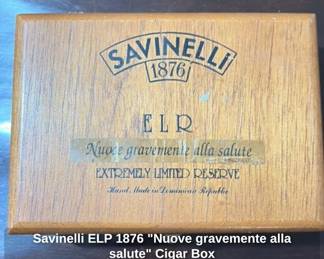 SAVINELLI
1876
ELR
Nuoce gravemente alla salute
EXTREMELY LIMITED RESERVE
Hand Made in Dominican Republic
Savinelli ELP 1876 "Nuove gravemente alla
salute" Cigar Box